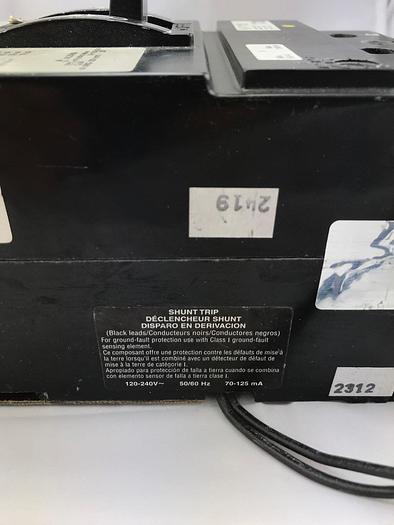 2419
SHUNT TRIP
DÉCLENCHEUR SHUNT
DISPARO EN DERIVACION
(Black leads/Conducteurs noirs/Conductores negros)
For ground-fault protection use with Class I ground-fault
sensing element.
Ce composant offre une protection contre les défauts de mise à
la terre lorsqu'il est combiné avec un détecteur de défaut de
mise à la terre de catégorie I.
Apropiado para protección de falla a tierra cuando se combina
con elemento sensor de falla a tierra clase I.
120-240V~ 50/60 Hz 70-125 mA
2312